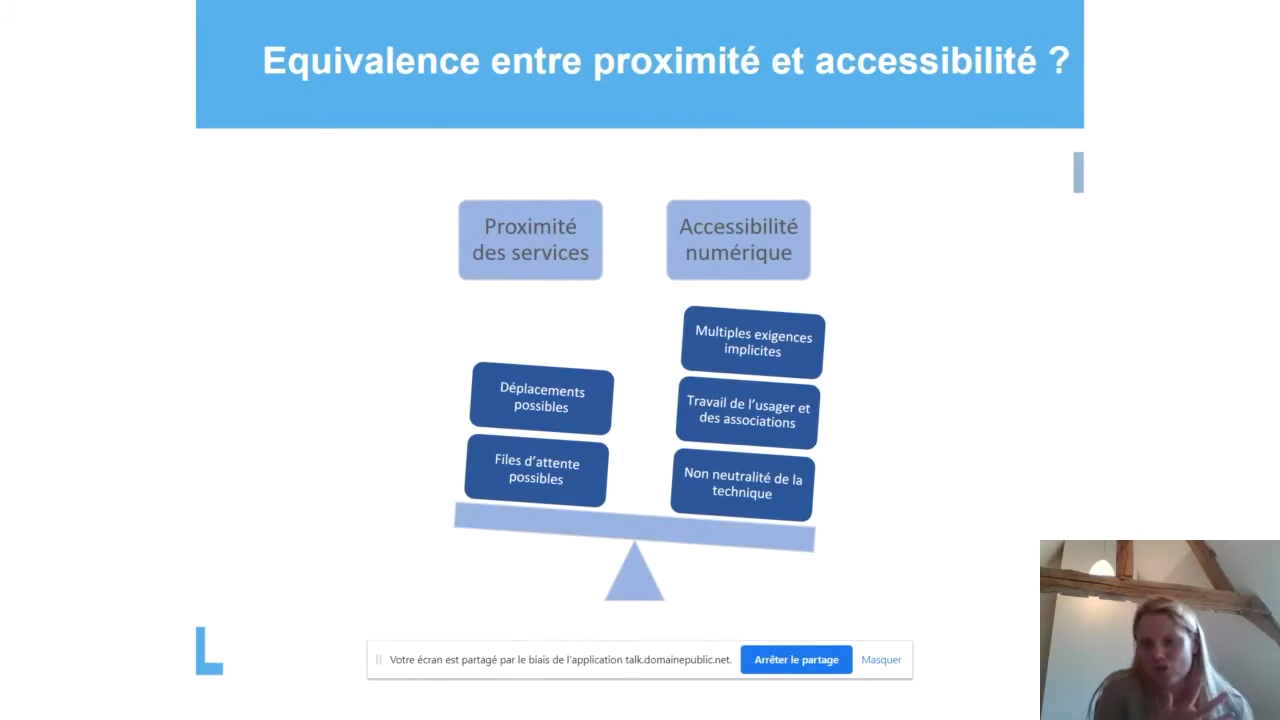 Equivalence entre proximité et accessibilité ?
Proximité
des services
Accessibilité
numérique
Multiples exigences
implicites
Déplacements
possibles
Travail de l'usager et
des associations
Files d'attente
possibles
Non neutralité de la
technique
Votre écran est partagé par le biais de l'application talk.domainepublic.net.
Arrêter le partage
Masquer